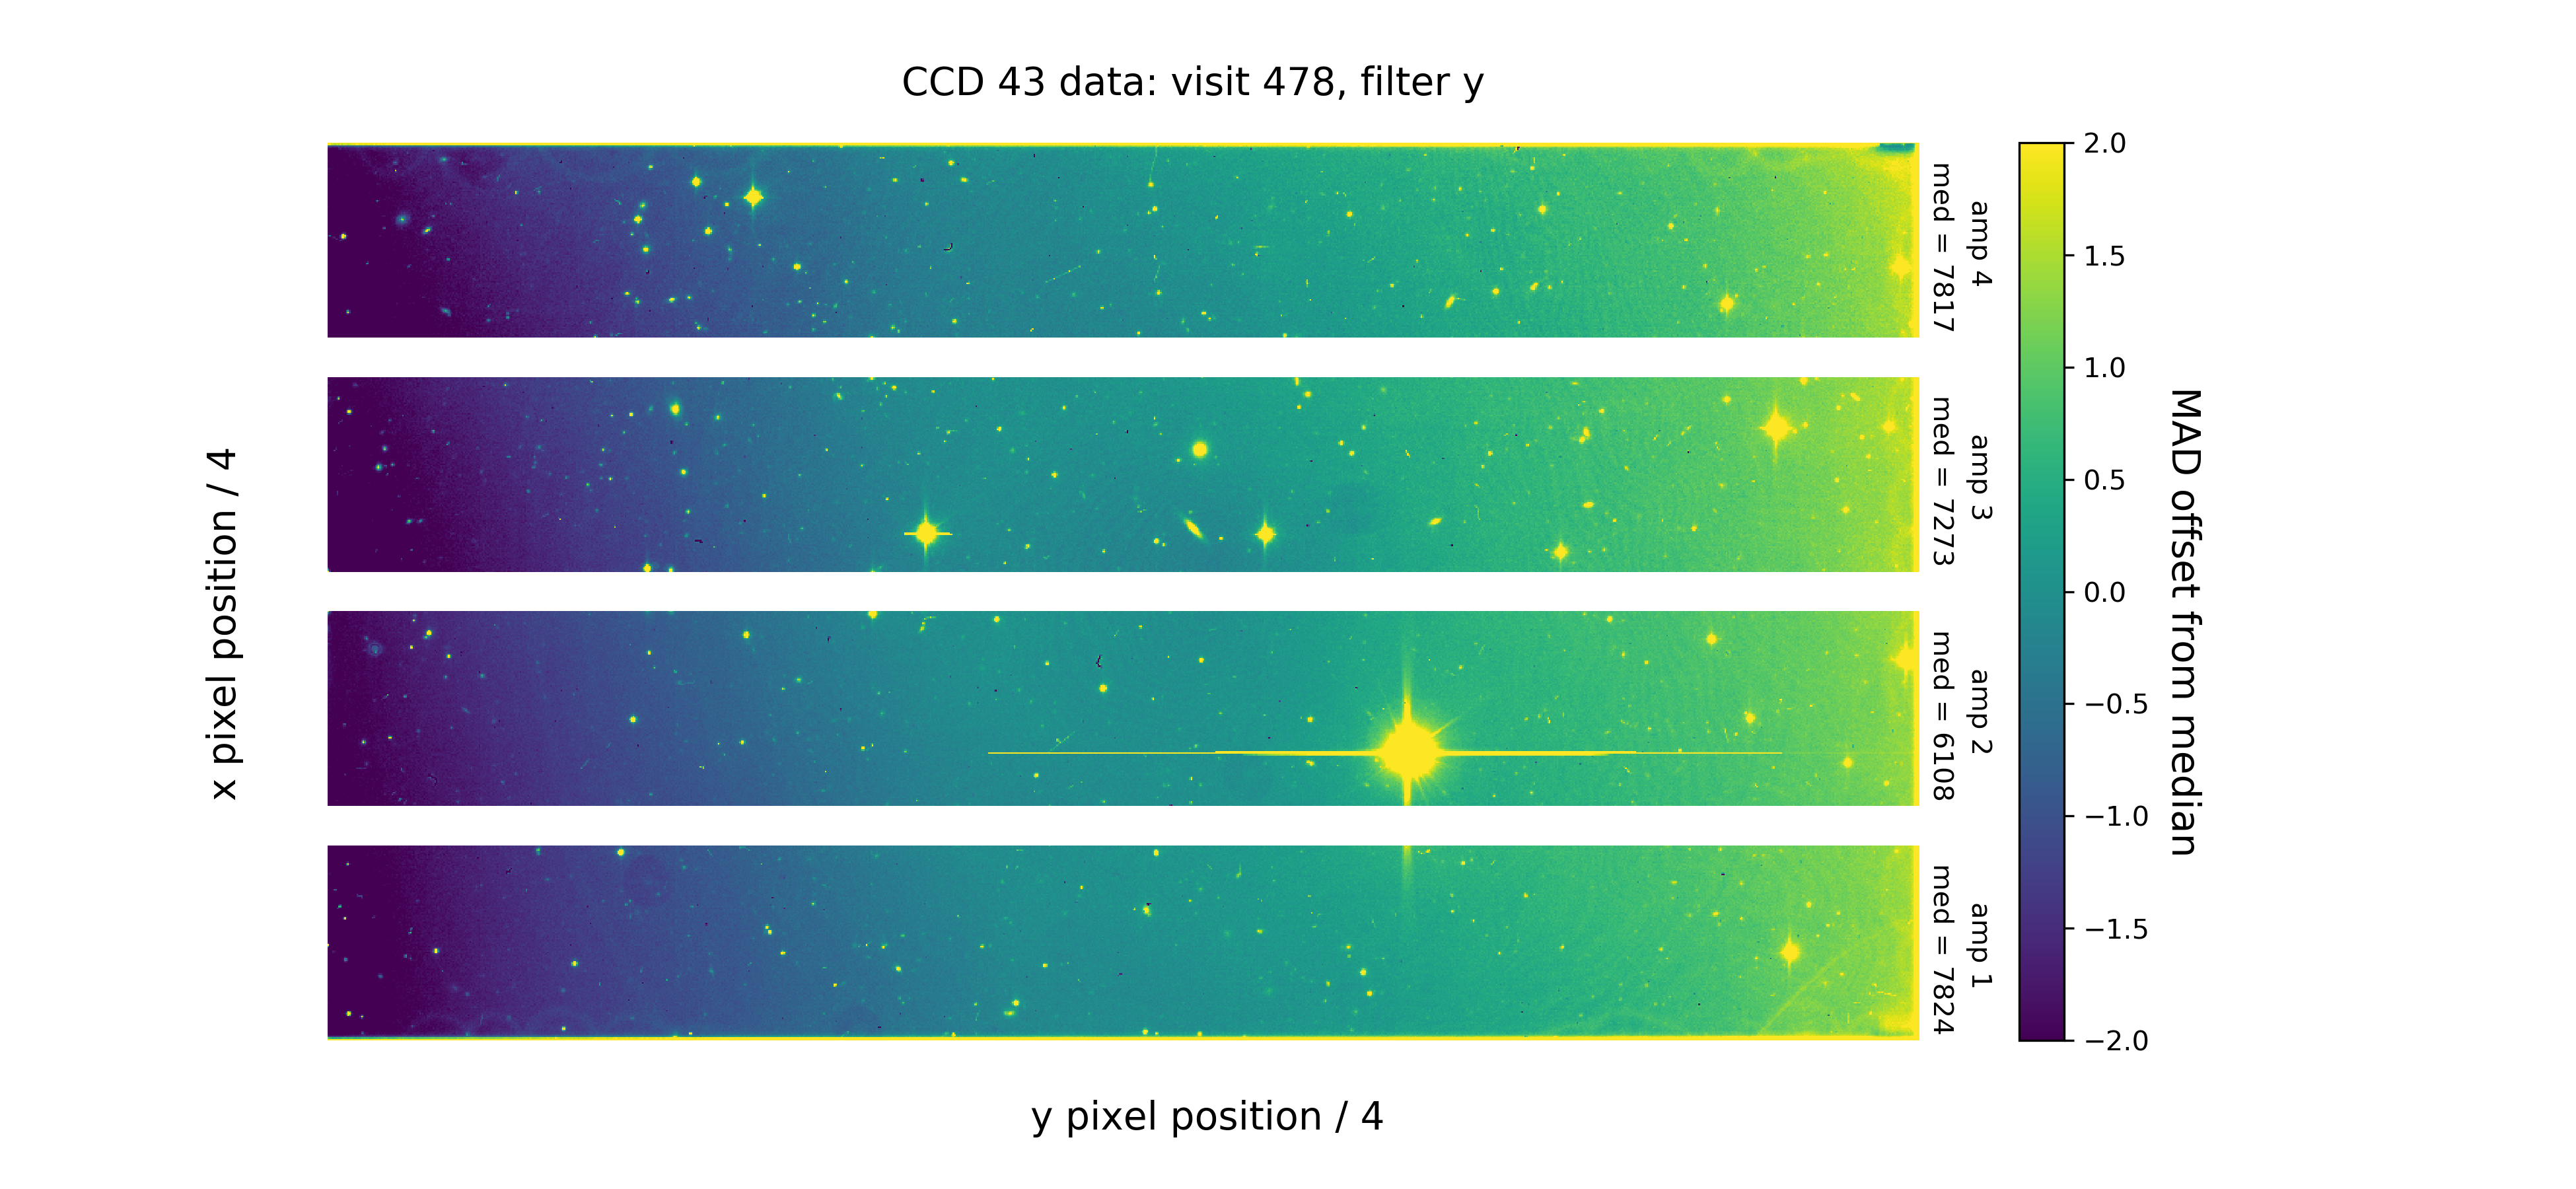 CCD 43 data: visit 478, filter y
x pixel position / 4
amp 4
med = 7817
amp 3
med = 7273
amp 2
med = 6108
amp 1
med = 7824
2.0
1.5
1.0
0.5
0.0
−0.5
−1.0
−1.5
−2.0
MAD offset from median
y pixel position / 4